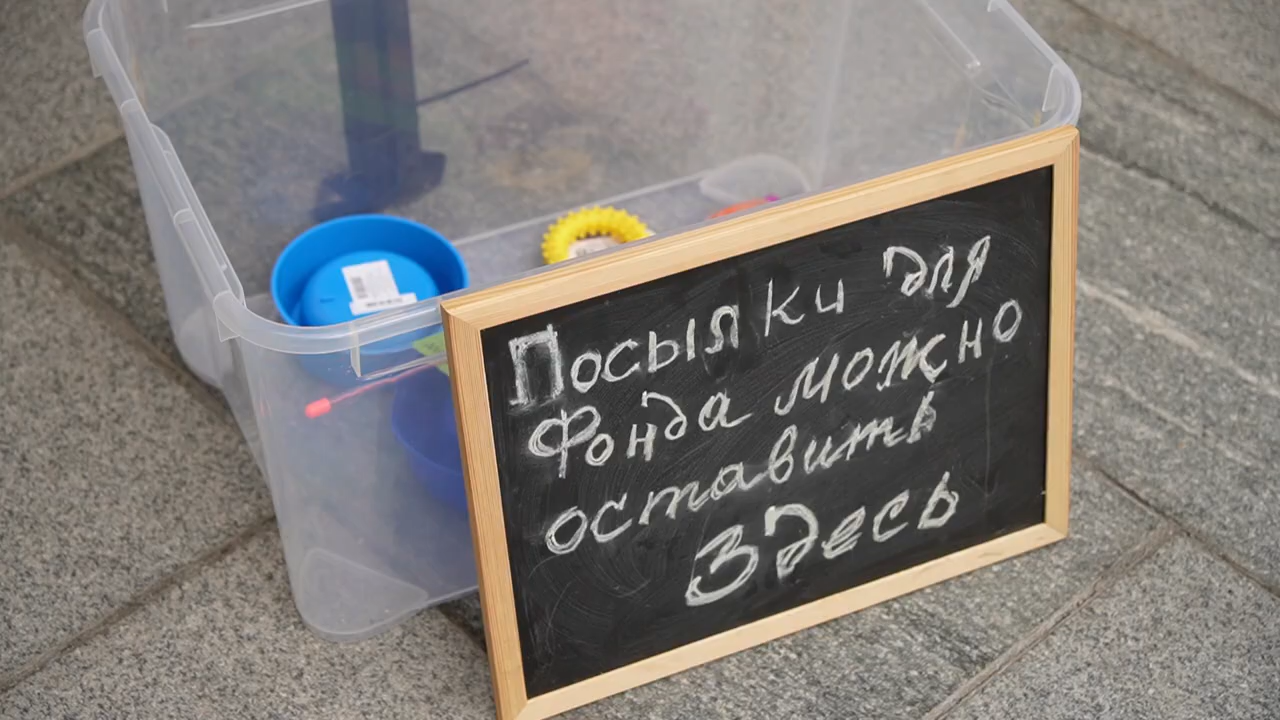 Посылки для
Фонда можно
оставить
Здесь